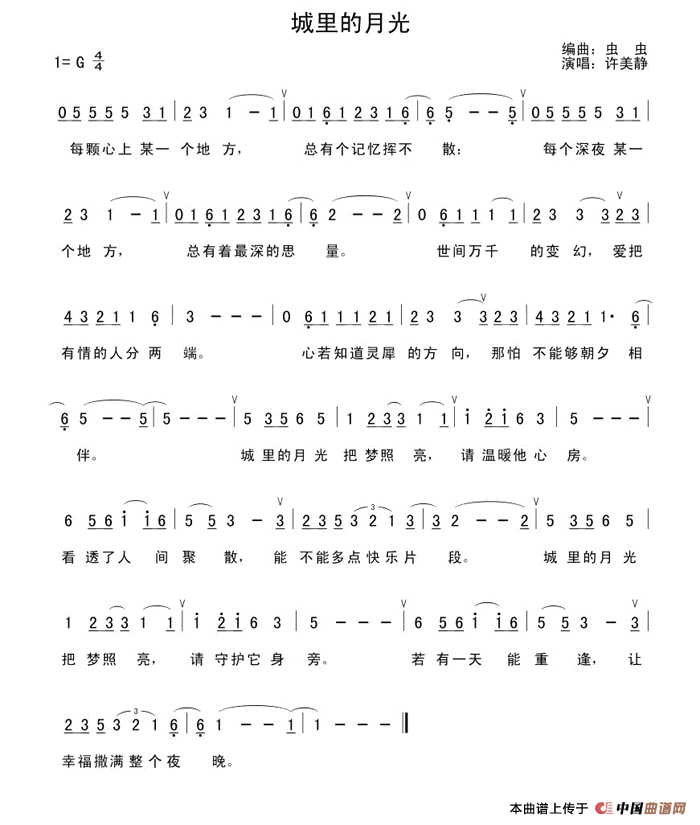 城里的月光
编曲：虫 虫
1= G 4/4
演唱：许美静
0 5 5 5 5 5 3 1 | 2 3 1 — 1 | 0 1 6 1 2 3 1 6 | 6 5 — — 5 | 0 5 5 5 5 5 3 1 |
每颗心上 某一 个地 方， 总有个记忆挥不 散； 每个深夜 某一
2 3 1 — 1 | 0 1 6 1 2 3 1 6 | 6 2 — — 2 | 0 6 1 1 1 1 | 2 3 3 3 2 3 |
个地 方， 总有着最深的思 量。 世间万千 的变 幻， 爱把
4 3 2 1 1 6 | 3 — — — | 0 6 1 1 1 2 1 | 2 3 3 3 2 3 | 4 3 2 1 1· 6 |
有情的人分 两 端。 心若知道灵犀 的方 向， 那怕 不能够朝夕 相
6 5 — — 5 | 5 — — — | 5 3 5 6 5 | 1 2 3 3 1 1 | 1 2 1 6 3 | 5 — — — |
伴。 城 里的月 光 把 梦照 亮， 请 温暖他 心 房。
6 5 6 1 1 6 | 5 5 3 — 3 | 2 3 5 3 2 1 3 | 3 2 — — 2 | 5 3 5 6 5 |
看 透了人 间 聚 散， 能 不能多点 快乐 片 段。 城 里的月 光
1 2 3 3 1 1 | 1 2 1 6 3 | 5 — — — | 6 5 6 1 1 6 | 5 5 3 — 3 |
把 梦照 亮， 请 守护它 身 旁。 若 有一天 能 重 逢， 让
2 3 5 3 2 1 6 | 6 1 — — 1 | 1 — — — ‖
幸福撒满 整 个 夜 晚。
本曲谱上传于 中国曲谱网